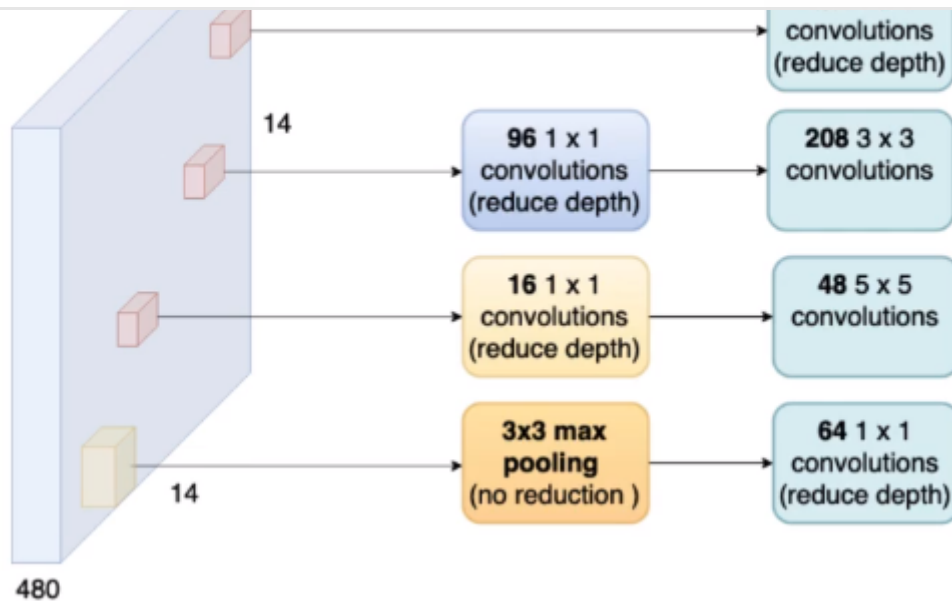 convolutions
(reduce depth)
14
96 1 x 1
convolutions
(reduce depth)
208 3 x 3
convolutions
16 1 x 1
convolutions
(reduce depth)
48 5 x 5
convolutions
3x3 max
pooling
(no reduction )
64 1 x 1
convolutions
(reduce depth)
14
480